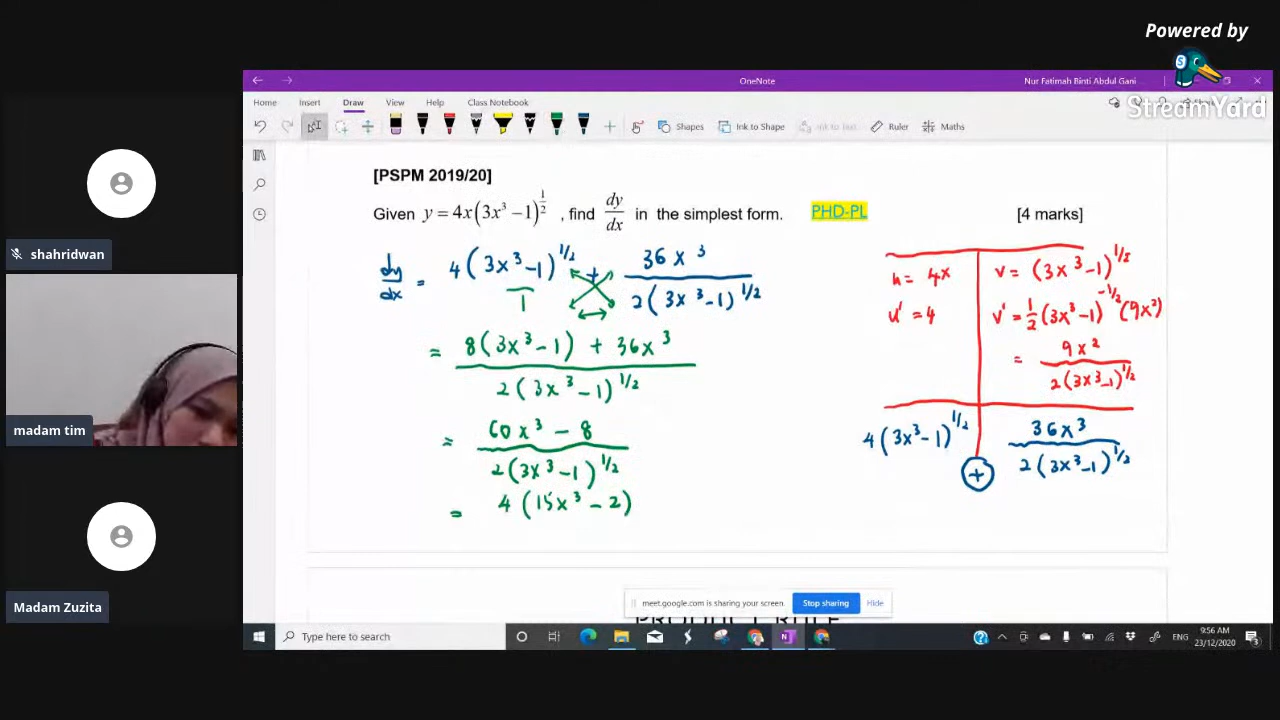 Powered by
StreamYard
OneNote
Nur Fatimah Binti Abdul Gani
Home Insert Draw View Help Class Notebook
Shapes Ink to Shape Ink to Text Ruler Maths
[PSPM 2019/20]
Given y = 4x(3x³ − 1)^(1/2) , find dy/dx in the simplest form. PHD-PL [4 marks]
dy/dx = 4(3x³−1)^(1/2)/1 + 36x³/2(3x³−1)^(1/2)
= 8(3x³−1) + 36x³/2(3x³−1)^(1/2)
= 60x³ − 8/2(3x³−1)^(1/2)
= 4(15x³ − 2)
u = 4x v = (3x³−1)^(1/2)
u' = 4 v' = 1/2(3x³−1)^(-1/2)(9x²)
= 9x²/2(3x³−1)^(1/2)
4(3x³−1)^(1/2) + 36x³/2(3x³−1)^(1/2)
shahridwan
madam tim
Madam Zuzita
meet.google.com is sharing your screen. Stop sharing Hide
PRODUCT RULE
Type here to search
ENG
9:56 AM
23/12/2020
3